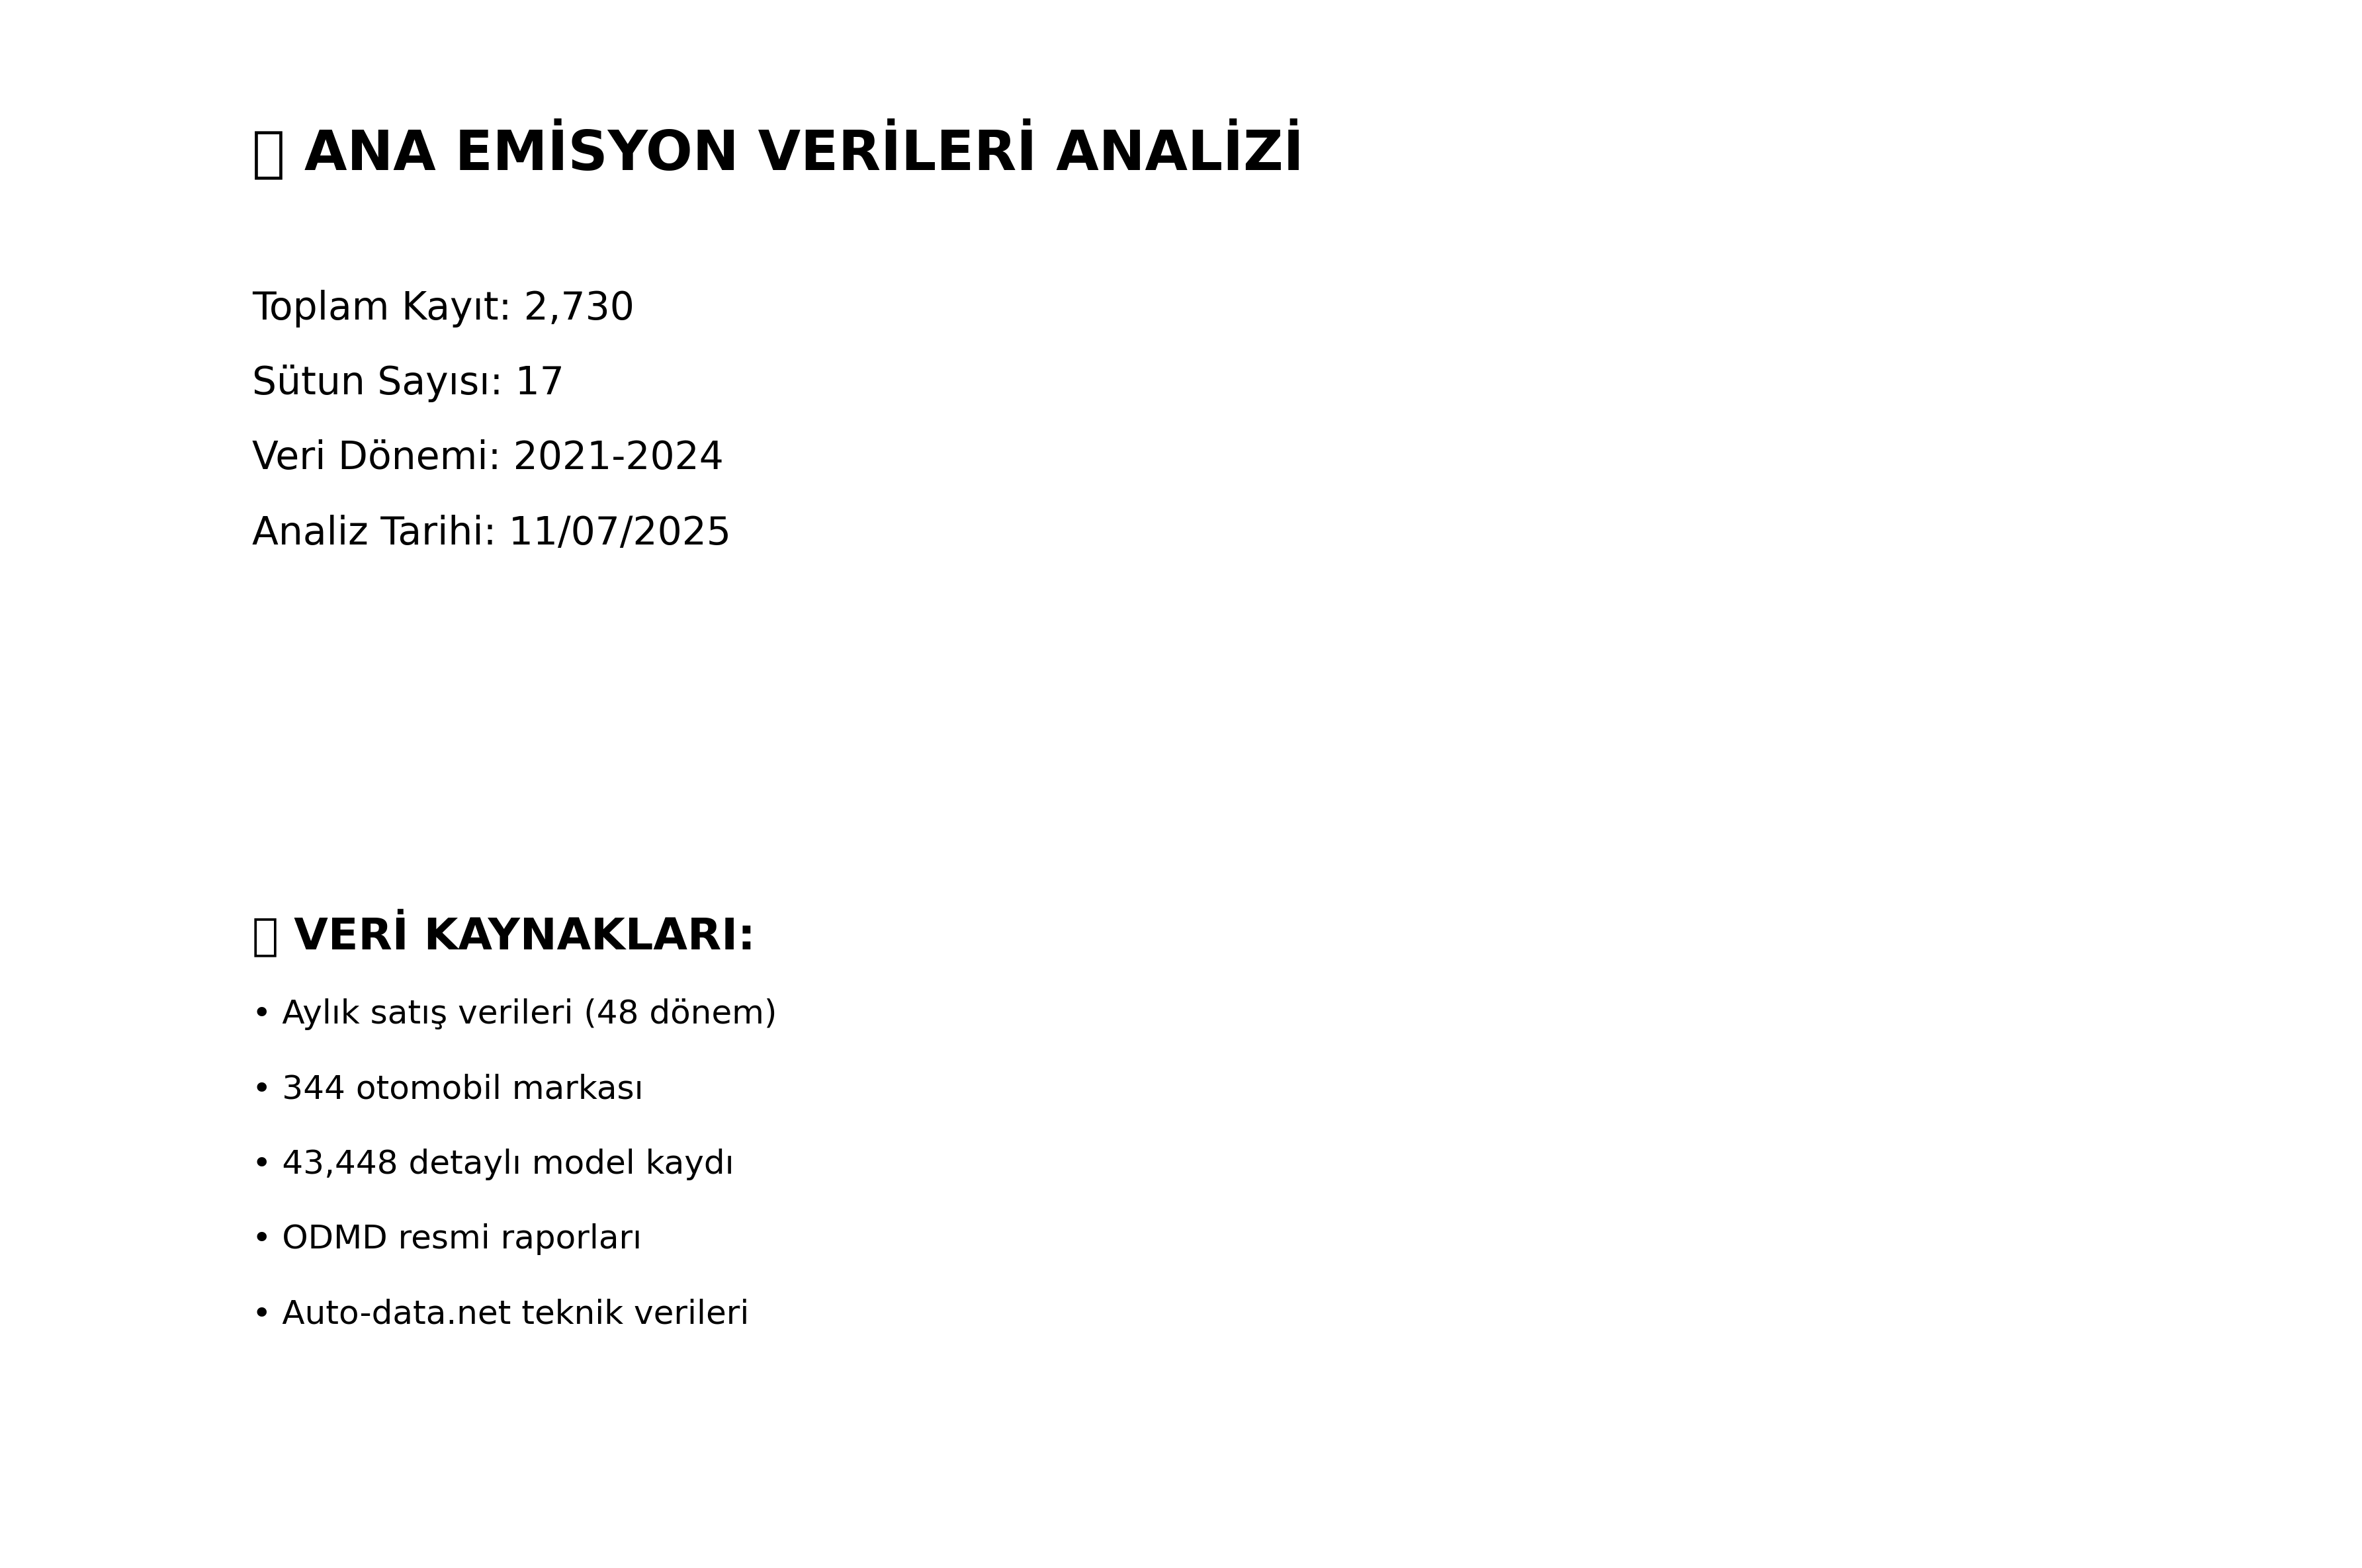 ANA EMİSYON VERİLERİ ANALİZİ
Toplam Kayıt: 2,730
Sütun Sayısı: 17
Veri Dönemi: 2021-2024
Analiz Tarihi: 11/07/2025
VERİ KAYNAKLARI:
• Aylık satış verileri (48 dönem)
• 344 otomobil markası
• 43,448 detaylı model kaydı
• ODMD resmi raporları
• Auto-data.net teknik verileri